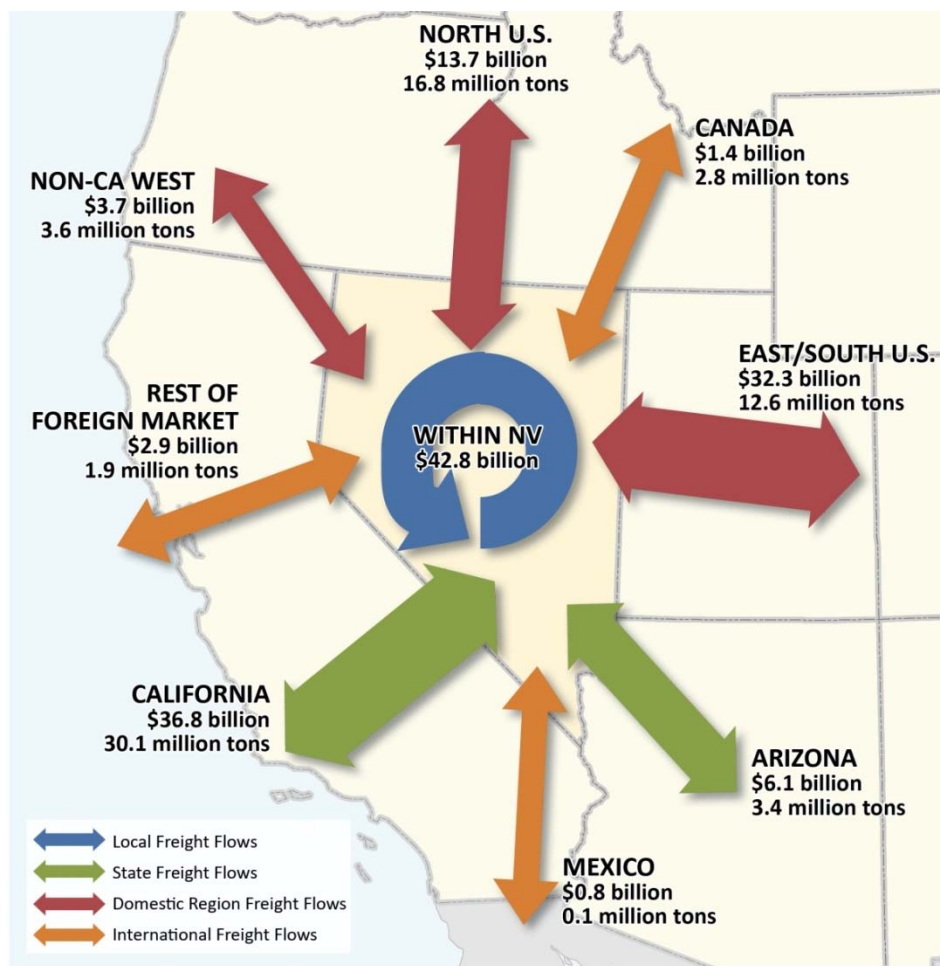 NORTH U.S.
$13.7 billion
16.8 million tons
CANADA
$1.4 billion
2.8 million tons
NON-CA WEST
$3.7 billion
3.6 million tons
EAST/SOUTH U.S.
$32.3 billion
12.6 million tons
REST OF
FOREIGN MARKET
$2.9 billion
1.9 million tons
WITHIN NV
$42.8 billion
CALIFORNIA
$36.8 billion
30.1 million tons
ARIZONA
$6.1 billion
3.4 million tons
MEXICO
$0.8 billion
0.1 million tons
Local Freight Flows
State Freight Flows
Domestic Region Freight Flows
International Freight Flows